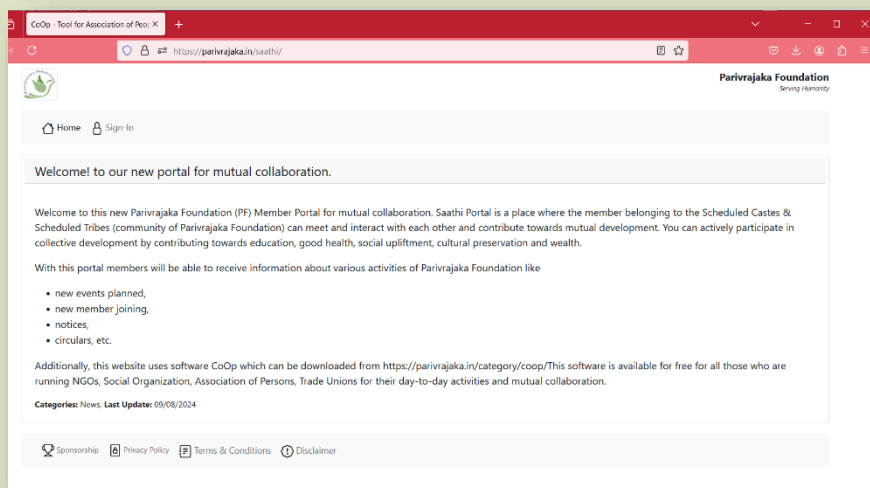 CoOp - Tool for Association of Peop
https://parivrajaka.in/saathi/
Parivrajaka Foundation
Serving Humanity
Home Sign-In
Welcome! to our new portal for mutual collaboration.
Welcome to this new Parivrajaka Foundation (PF) Member Portal for mutual collaboration. Saathi Portal is a place where the member belonging to the Scheduled Castes &
Scheduled Tribes (community of Parivrajaka Foundation) can meet and interact with each other and contribute towards mutual development. You can actively participate in
collective development by contributing towards education, good health, social upliftment, cultural preservation and wealth.
With this portal members will be able to receive information about various activities of Parivrajaka Foundation like
• new events planned,
• new member joining,
• notices,
• circulars, etc.
Additionally, this website uses software CoOp which can be downloaded from https://parivrajaka.in/category/coop/This software is available for free for all those who are
running NGOs, Social Organization, Association of Persons, Trade Unions for their day-to-day activities and mutual collaboration.
Categories: News, Last Update: 09/08/2024
Sponsorship Privacy Policy Terms & Conditions Disclaimer